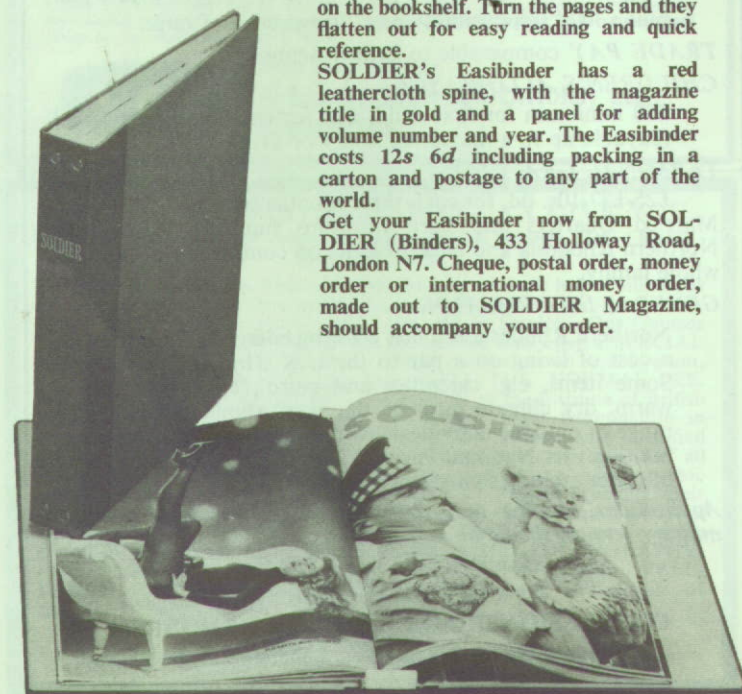 on the bookshelf. Turn the pages and they
flatten out for easy reading and quick
reference.
SOLDIER's Easibinder has a red
leathercloth spine, with the magazine
title in gold and a panel for adding
volume number and year. The Easibinder
costs 12s 6d including packing in a
carton and postage to any part of the
world.
Get your Easibinder now from SOL-
DIER (Binders), 433 Holloway Road,
London N7. Cheque, postal order, money
order or international money order,
made out to SOLDIER Magazine,
should accompany your order.
SOLDIER
SOLDIER